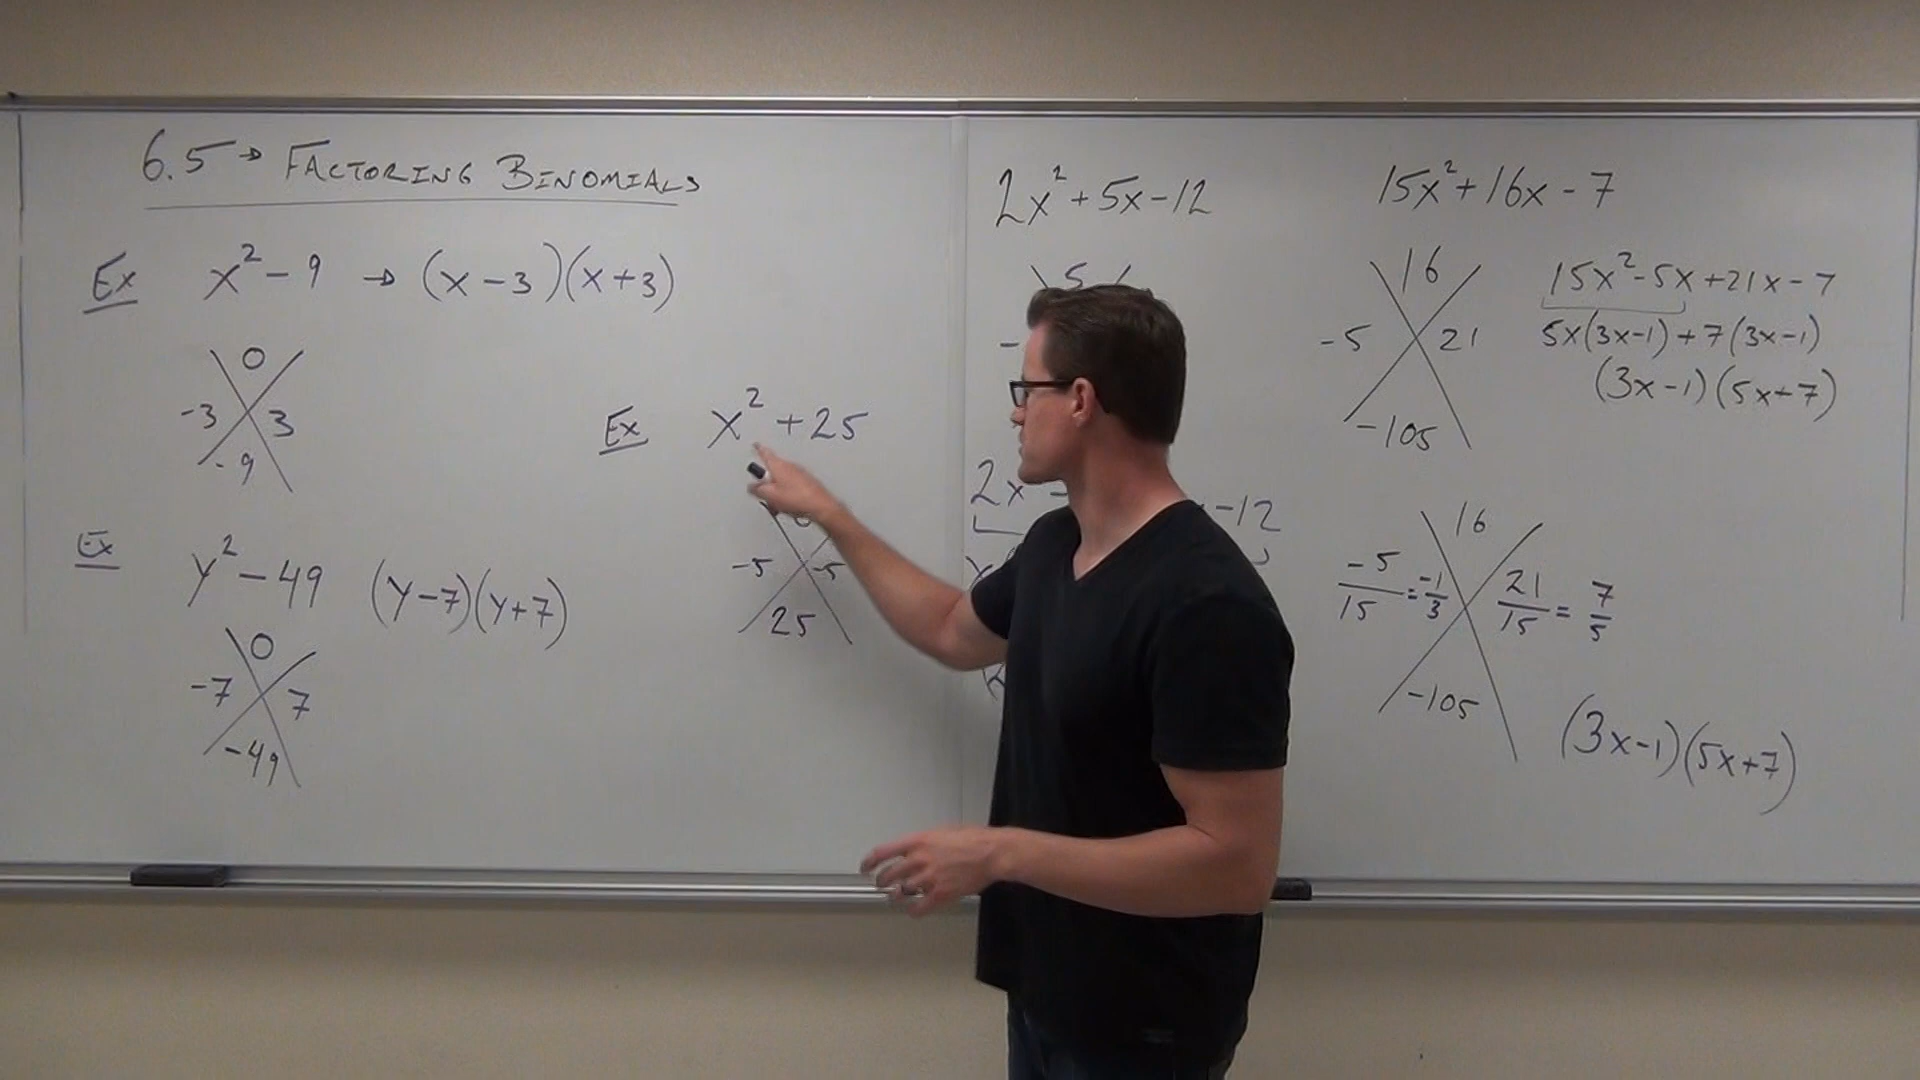 6.5 → FACTORING BINOMIALS
Ex x² - 9 → (x - 3)(x + 3)
0
-3 3
-9
Ex y² - 49 (y - 7)(y + 7)
0
-7 7
-49
Ex x² + 25
-5 -5
25
2x² + 5x - 12
5
2x
-12
15x² + 16x - 7
16
-5 21
-105
15x² - 5x + 21x - 7
5x(3x - 1) + 7(3x - 1)
(3x - 1)(5x + 7)
16
-5/15 = -1/3 21/15 = 7/5
-105
(3x - 1)(5x + 7)